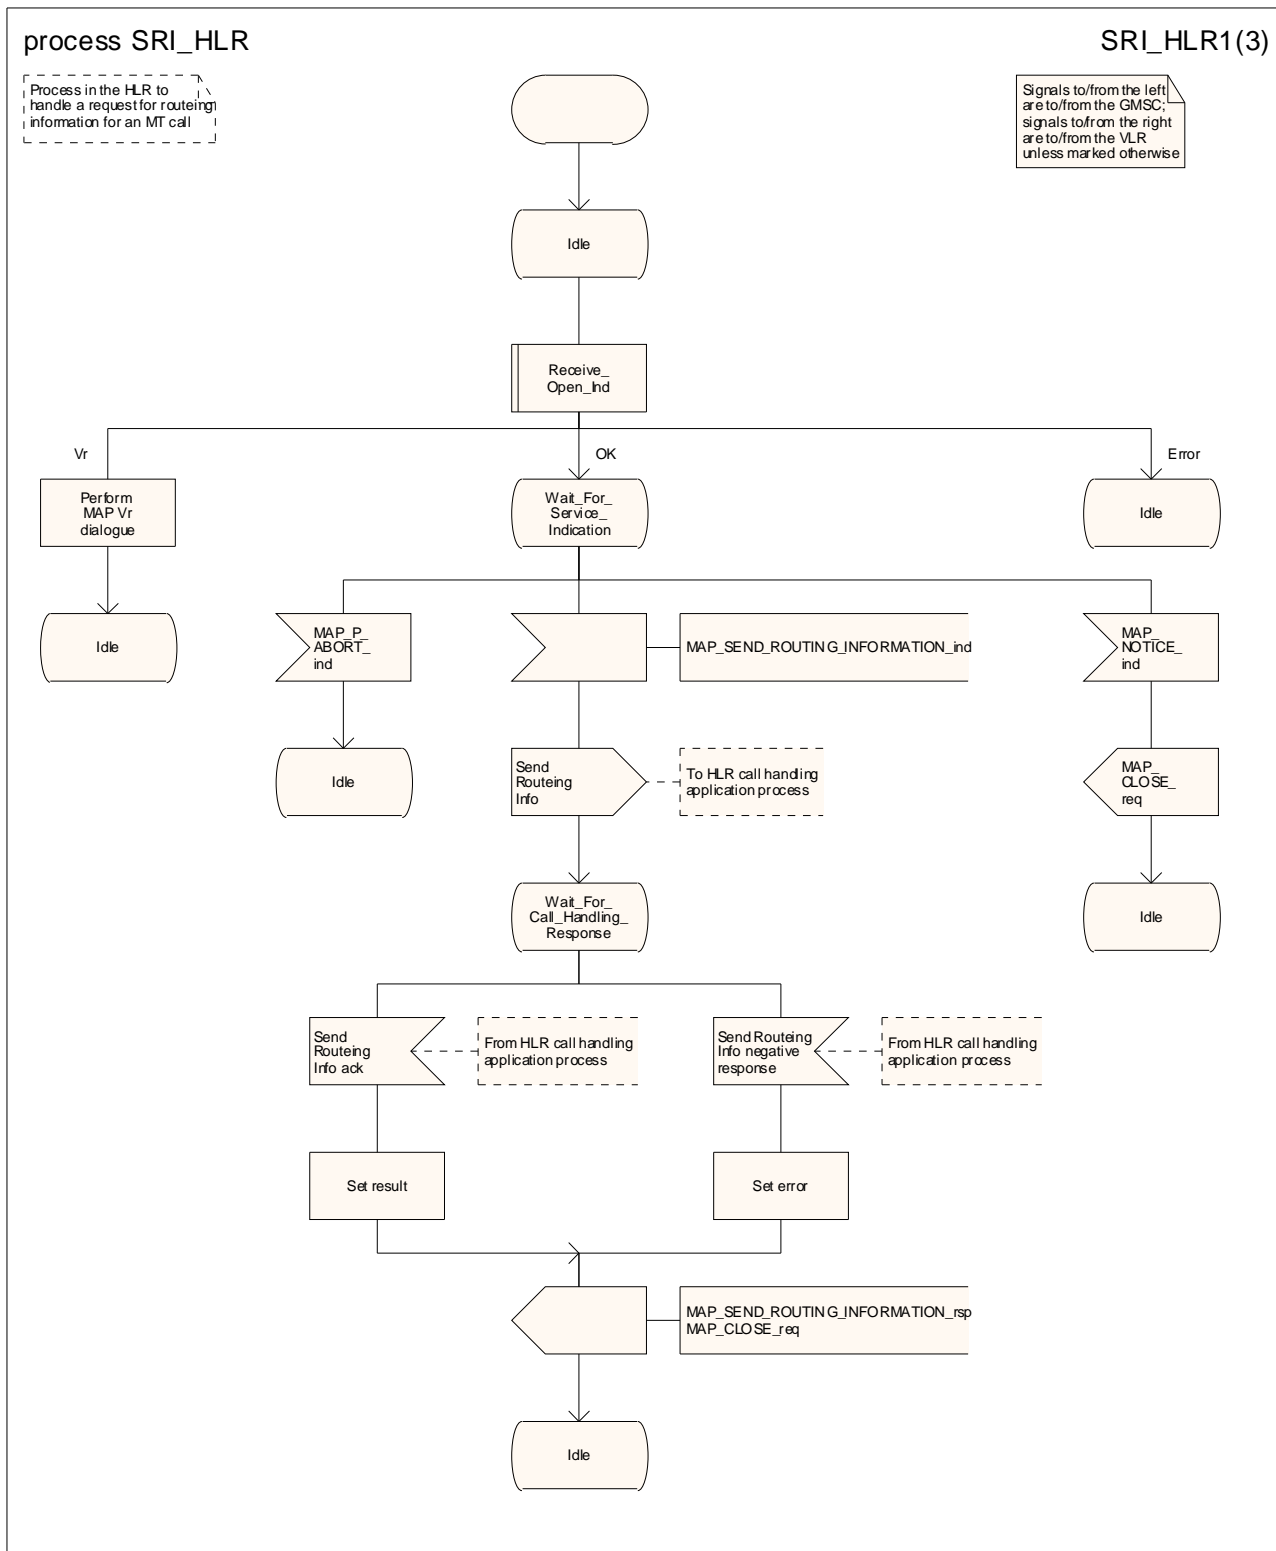 process SRI_HLR
SRI_HLR1(3)
Process in the HLR to
handle a request for routeing
information for an MT call
Signals to/from the left
are to/from the GMSC;
signals to/from the right
are to/from the VLR
unless marked otherwise
Idle
Receive_
Open_Ind
Vr
OK
Error
Perform
MAP Vr
dialogue
Wait_For_
Service_
Indication
Idle
Idle
MAP_P_
ABORT_
ind
MAP_SEND_ROUTING_INFORMATION_ind
MAP_
NOTICE_
ind
Idle
Send
Routeing
Info
To HLR call handling
application process
MAP_
CLOSE_
req
Wait_For_
Call_Handling_
Response
Idle
Send
Routeing
Info ack
From HLR call handling
application process
Send Routeing
Info negative
response
From HLR call handling
application process
Set result
Set error
MAP_SEND_ROUTING_INFORMATION_rsp
MAP_CLOSE_req
Idle